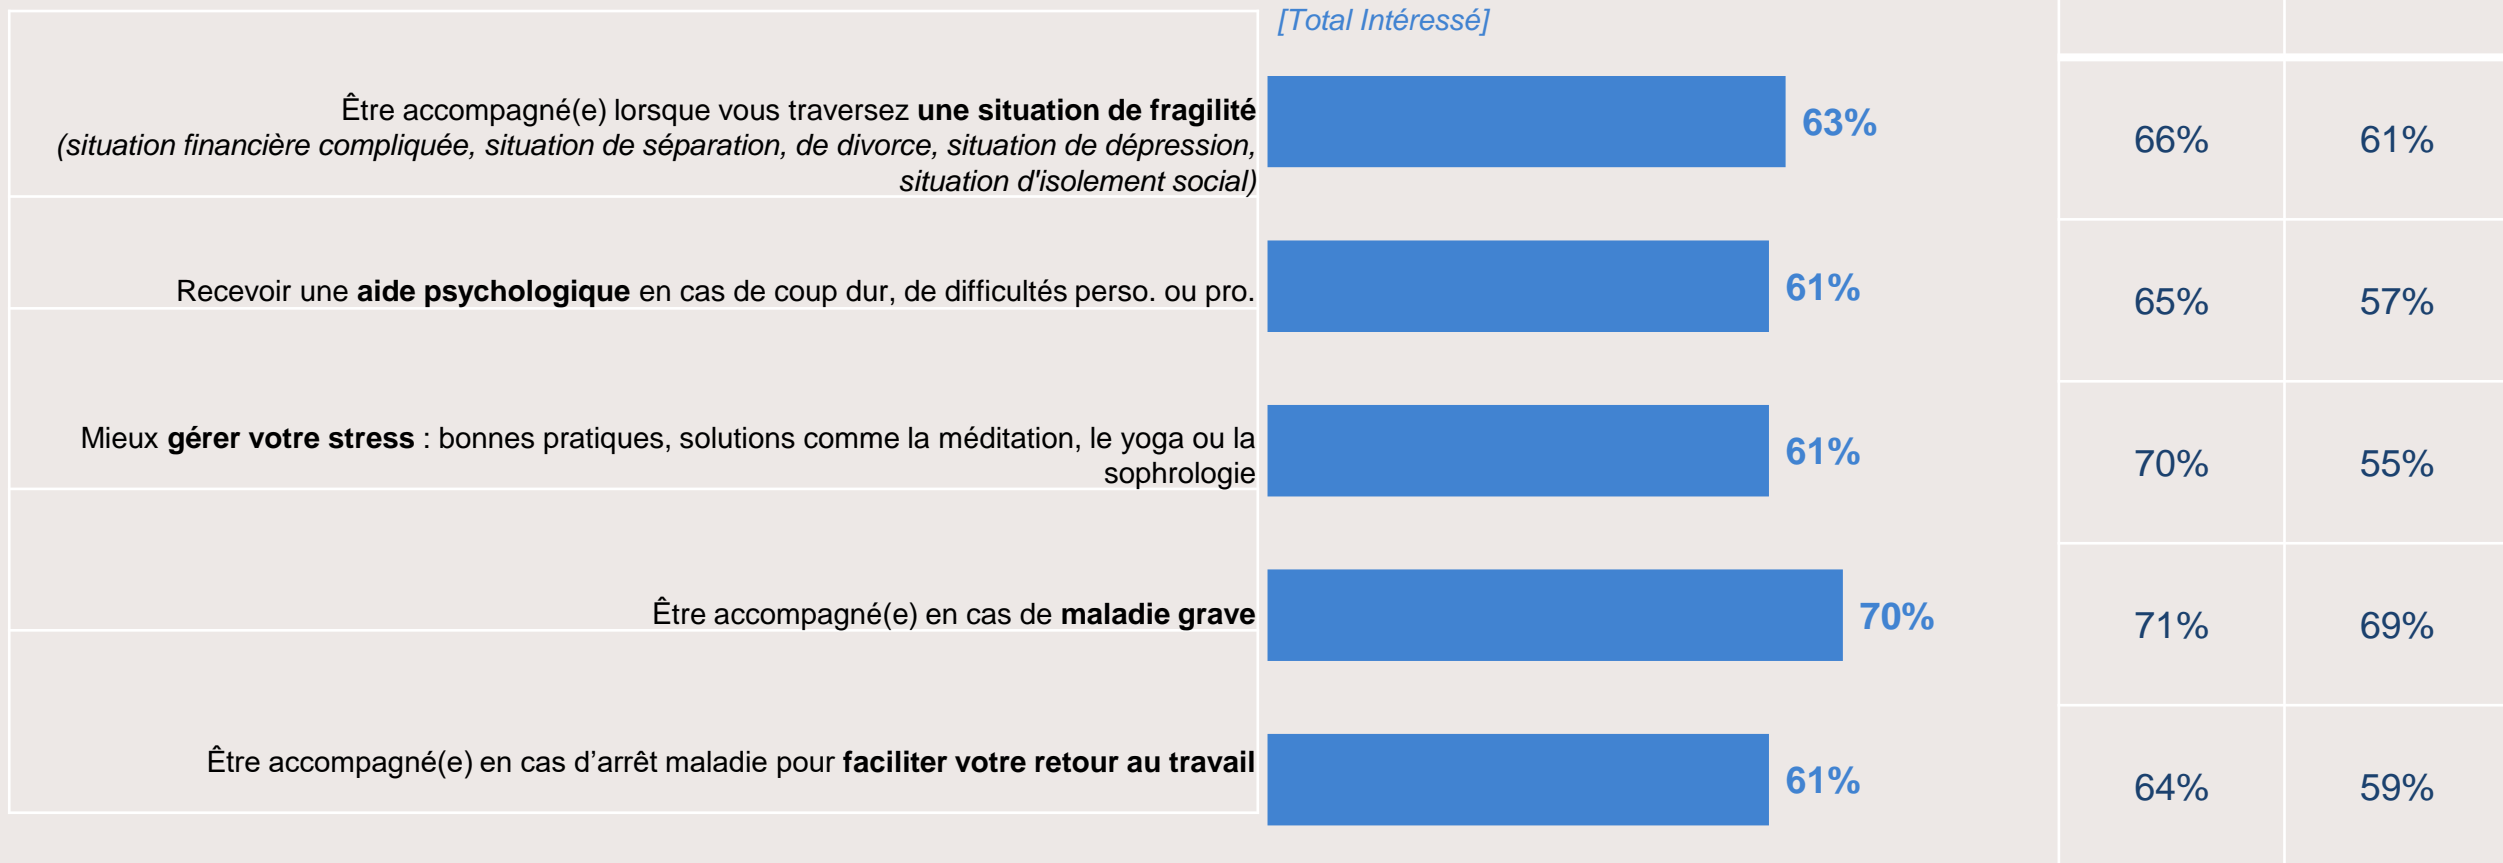 [Total Intéressé]
Être accompagné(e) lorsque vous traversez une situation de fragilité
(situation financière compliquée, situation de séparation, de divorce, situation de dépression,
situation d'isolement social)
63%
66%
61%
Recevoir une aide psychologique en cas de coup dur, de difficultés perso. ou pro.
61%
65%
57%
Mieux gérer votre stress : bonnes pratiques, solutions comme la méditation, le yoga ou la
sophrologie
61%
70%
55%
Être accompagné(e) en cas de maladie grave
70%
71%
69%
Être accompagné(e) en cas d’arrêt maladie pour faciliter votre retour au travail
61%
64%
59%